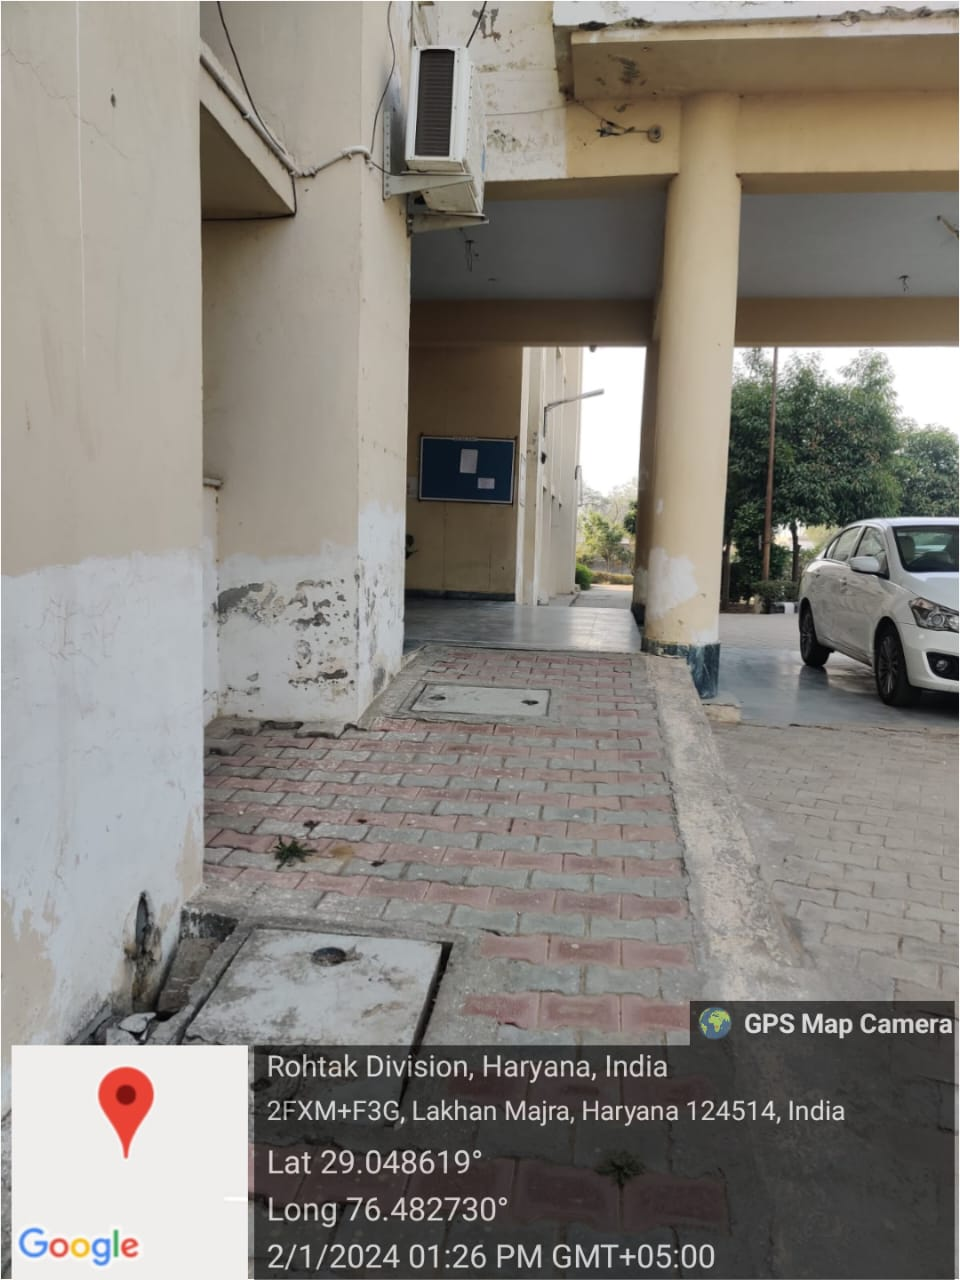 GPS Map Camera
Rohtak Division, Haryana, India
2FXM+F3G, Lakhan Majra, Haryana 124514, India
Lat 29.048619°
Long 76.482730°
2/1/2024 01:26 PM GMT+05:00
Google